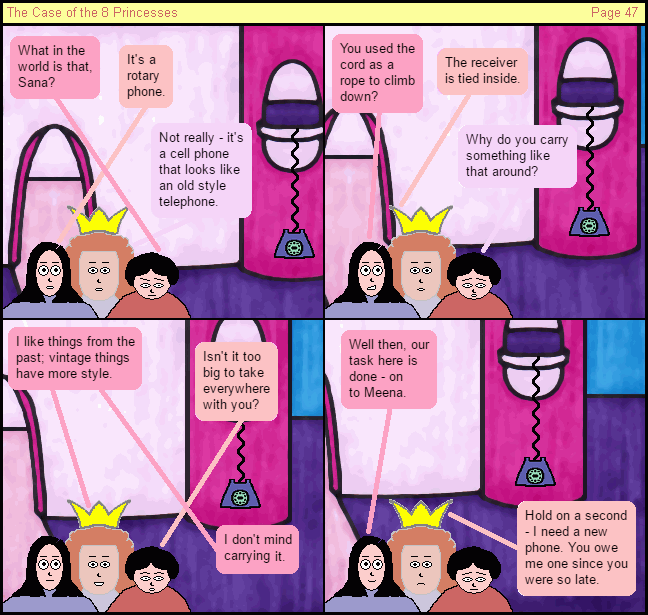 The Case of the 8 Princesses
Page 47
What in the
world is that,
Sana?
It's a
rotary
phone.
Not really - it's
a cell phone
that looks like
an old style
telephone.
You used the
cord as a
rope to climb
down?
The receiver
is tied inside.
Why do you carry
something like
that around?
I like things from the
past; vintage things
have more style.
Isn't it too
big to take
everywhere
with you?
I don't mind
carrying it.
Well then, our
task here is
done - on
to Meena.
Hold on a second
- I need a new
phone. You owe
me one since you
were so late.